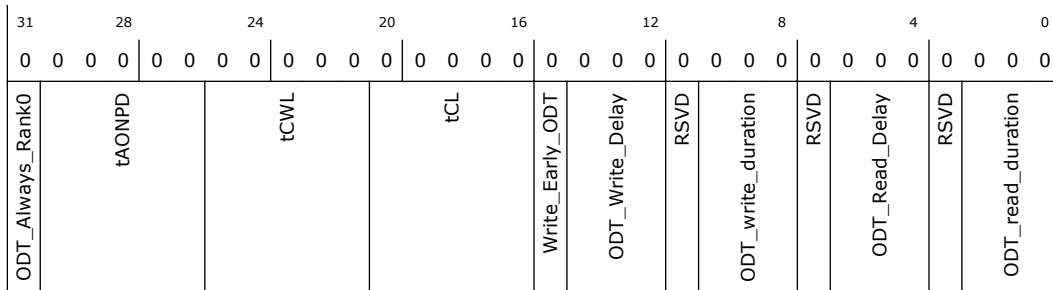 31 28 24 20 16 12 8 4 0
0 0 0 0 0 0 0 0 0 0 0 0 0 0 0 0 0 0 0 0 0 0 0 0 0 0 0 0 0 0 0 0
ODT_Always_Rank0
tAONPD
tCWL
tCL
Write_Early_ODT
ODT_Write_Delay
RSVD
ODT_write_duration
RSVD
ODT_Read_Delay
RSVD
ODT_read_duration